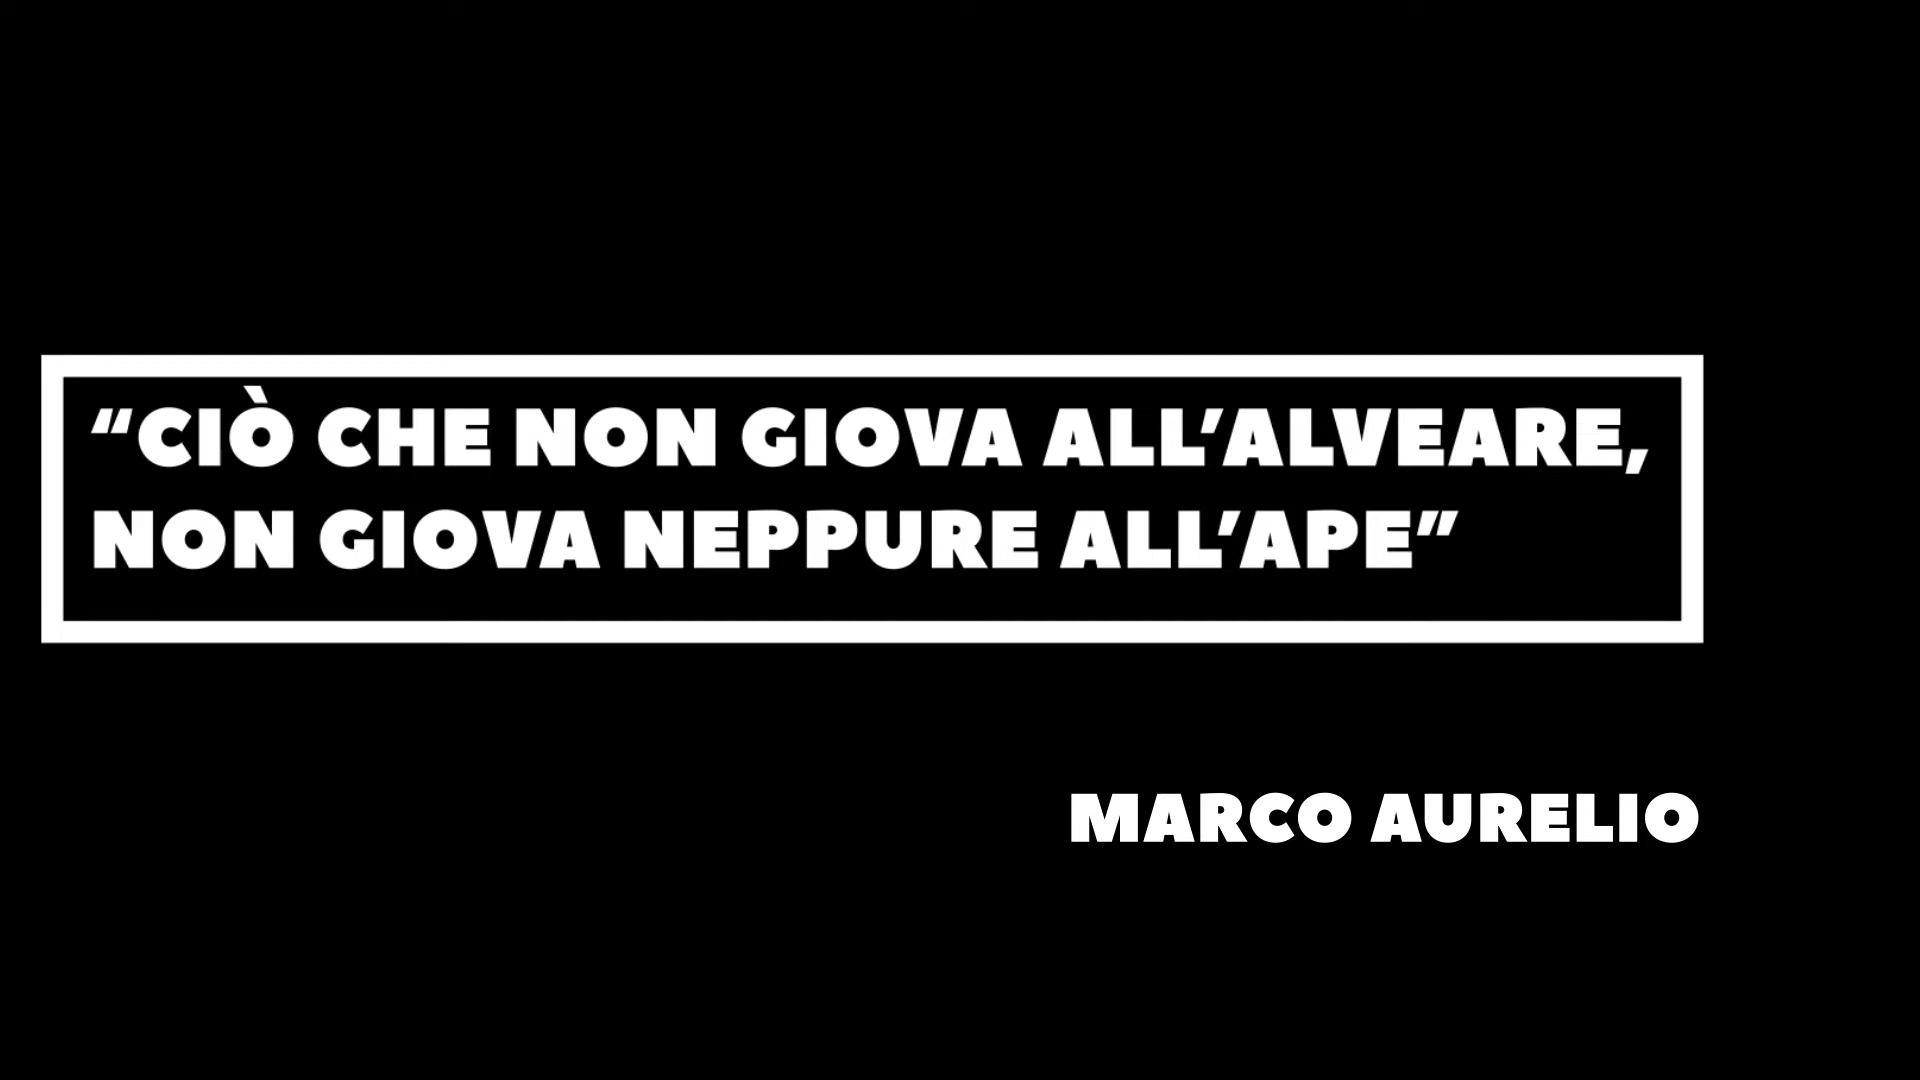 “CIÒ CHE NON GIOVA ALL’ALVEARE,
NON GIOVA NEPPURE ALL’APE”
MARCO AURELIO